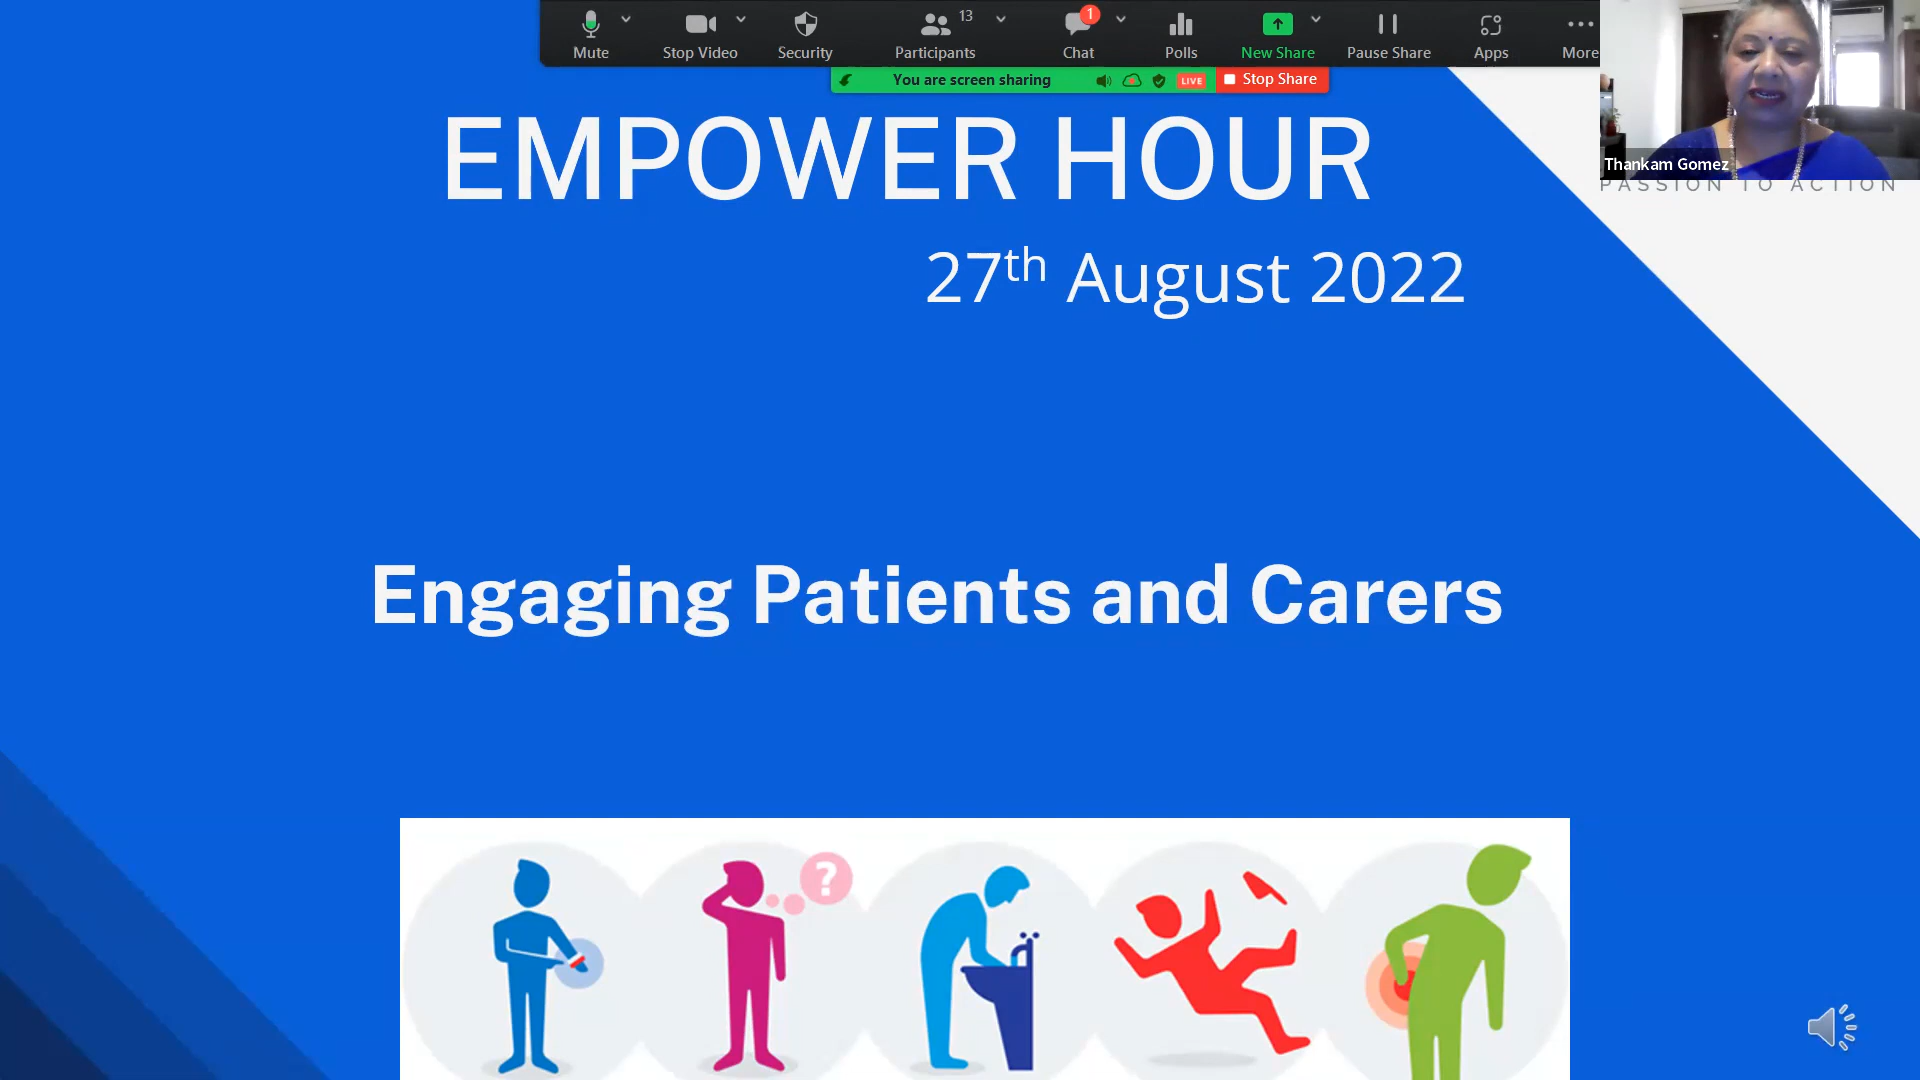 Mute
Stop Video
Security
Participants
13
Chat
1
Polls
New Share
Pause Share
Apps
More
You are screen sharing
LIVE
Stop Share
Thankam Gomez
PASSION TO ACTION
EMPOWER HOUR
27th August 2022
Engaging Patients and Carers
?